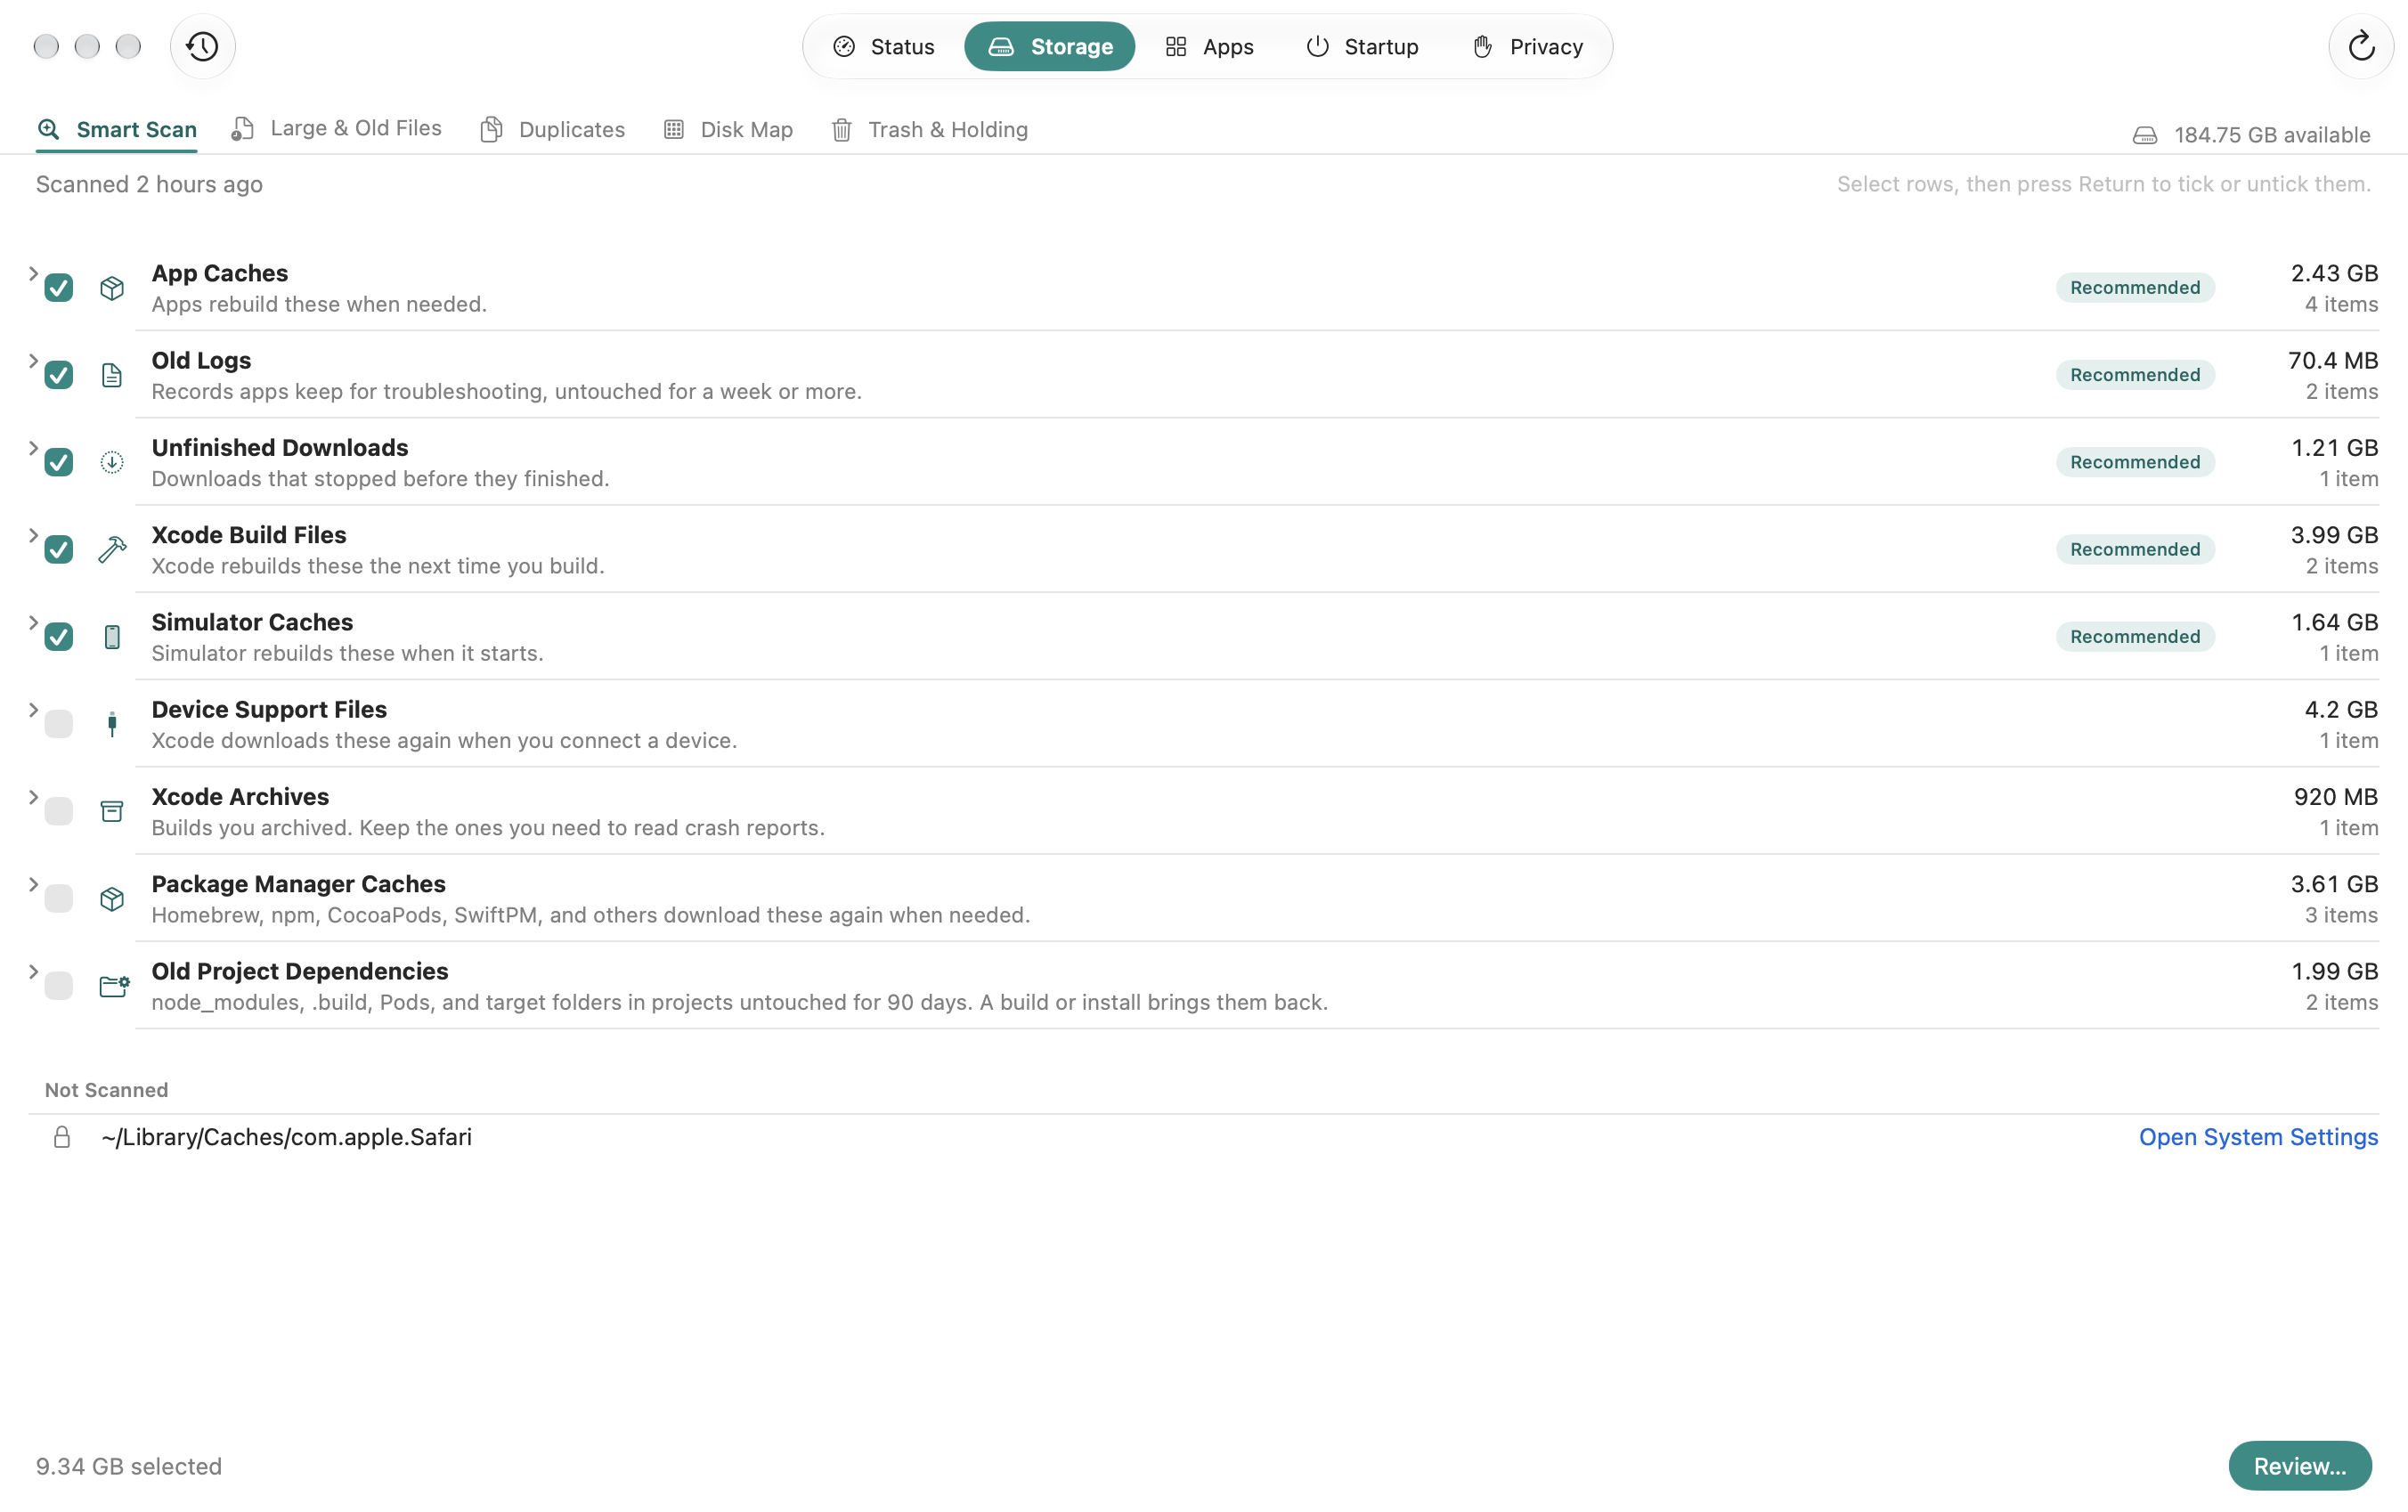 Status
Storage
Apps
Startup
Privacy
Smart Scan
Large & Old Files
Duplicates
Disk Map
Trash & Holding
184.75 GB available
Scanned 2 hours ago
Select rows, then press Return to tick or untick them.
App Caches
Apps rebuild these when needed.
Recommended
2.43 GB
4 items
Old Logs
Records apps keep for troubleshooting, untouched for a week or more.
Recommended
70.4 MB
2 items
Unfinished Downloads
Downloads that stopped before they finished.
Recommended
1.21 GB
1 item
Xcode Build Files
Xcode rebuilds these the next time you build.
Recommended
3.99 GB
2 items
Simulator Caches
Simulator rebuilds these when it starts.
Recommended
1.64 GB
1 item
Device Support Files
Xcode downloads these again when you connect a device.
4.2 GB
1 item
Xcode Archives
Builds you archived. Keep the ones you need to read crash reports.
920 MB
1 item
Package Manager Caches
Homebrew, npm, CocoaPods, SwiftPM, and others download these again when needed.
3.61 GB
3 items
Old Project Dependencies
node_modules, .build, Pods, and target folders in projects untouched for 90 days. A build or install brings them back.
1.99 GB
2 items
Not Scanned
~/Library/Caches/com.apple.Safari
Open System Settings
9.34 GB selected
Review...